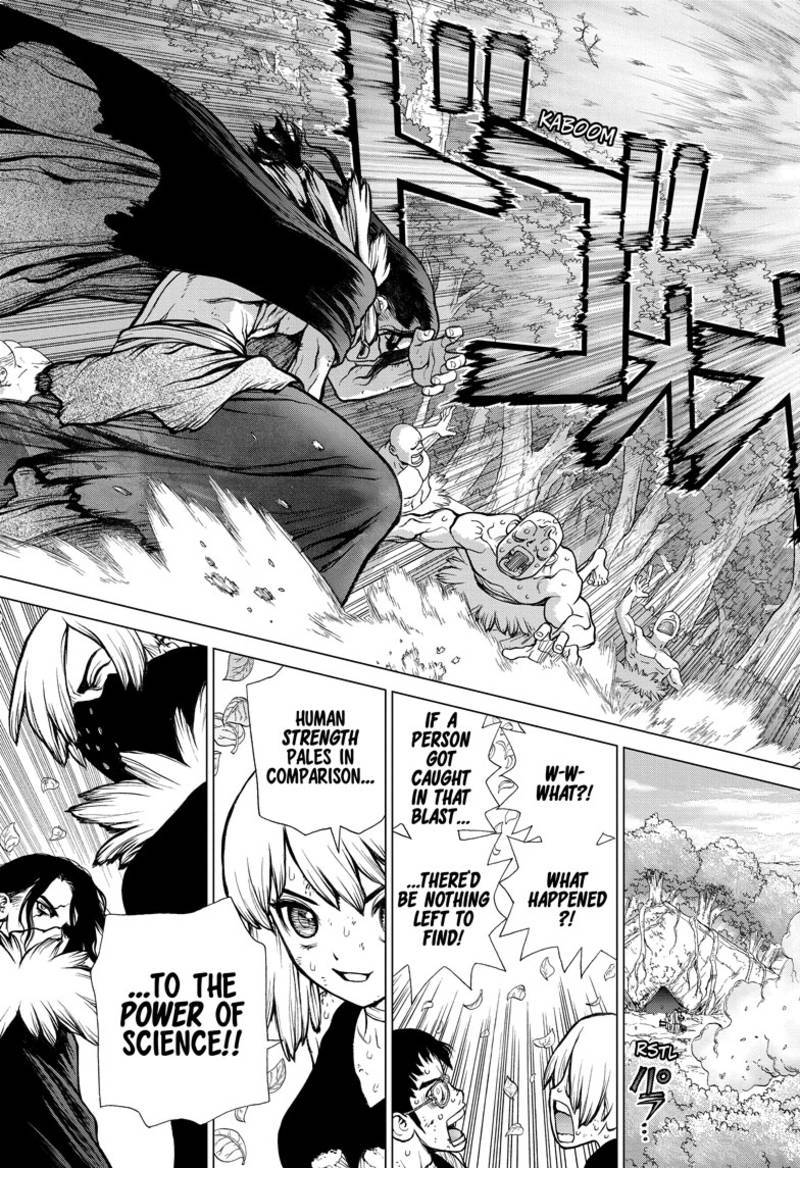 ドゴオオ
KABOOM
RSTL
パラ...
W-W-
WHAT?!
WHAT
HAPPENED
?!
IF A
PERSON
GOT
CAUGHT
IN THAT
BLAST...
...THERE'D
BE NOTHING
LEFT TO
FIND!
HUMAN
STRENGTH
PALES IN
COMPARISON...
...TO THE
POWER OF
SCIENCE!!